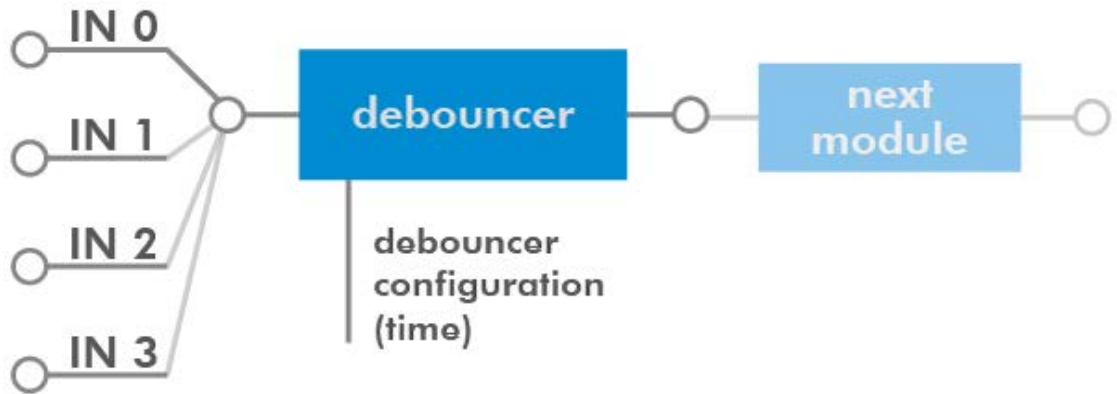 IN 0
IN 1
IN 2
IN 3
debouncer
debouncer
configuration
(time)
next
module